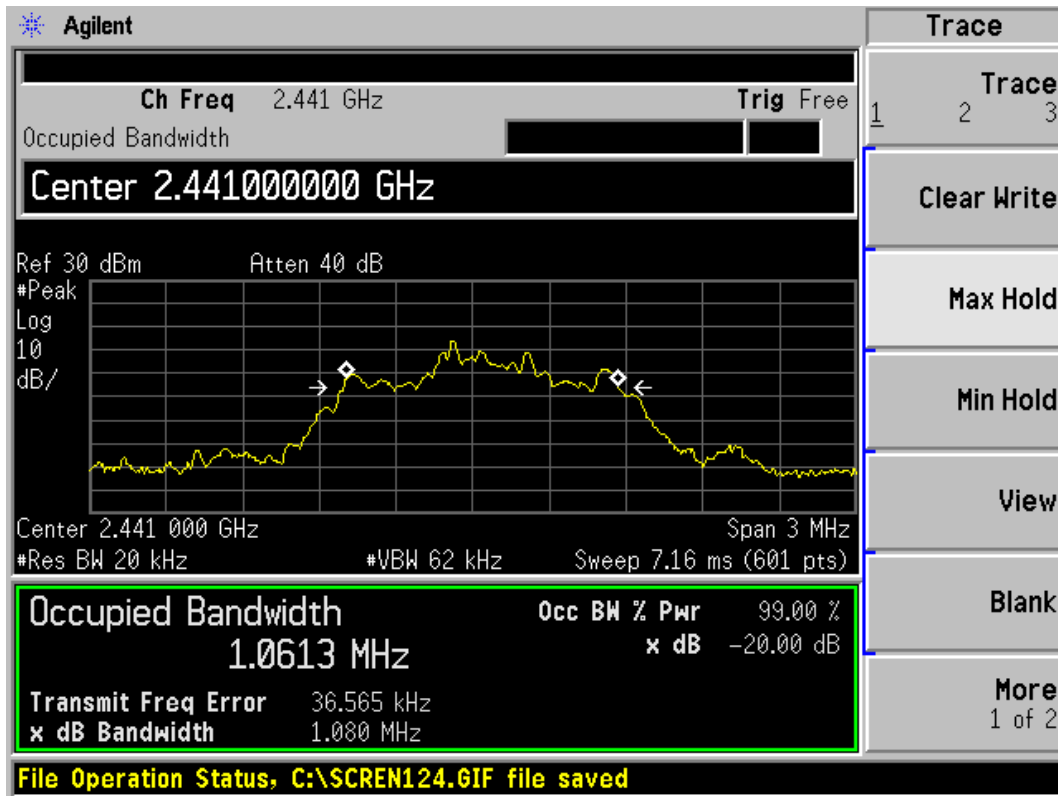 Agilent
Trace
Ch Freq 2.441 GHz Trig Free
Occupied Bandwidth
Center 2.441000000 GHz
Ref 30 dBm Atten 40 dB
#Peak
Log
10
dB/
Center 2.441 000 GHz Span 3 MHz
#Res BW 20 kHz #VBW 62 kHz Sweep 7.16 ms (601 pts)
Occupied Bandwidth
1.0613 MHz
Occ BW % Pwr 99.00 %
x dB -20.00 dB
Transmit Freq Error 36.565 kHz
x dB Bandwidth 1.080 MHz
File Operation Status, C:\SCREN124.GIF file saved
Trace
1 2 3
Clear Write
Max Hold
Min Hold
View
Blank
More
1 of 2